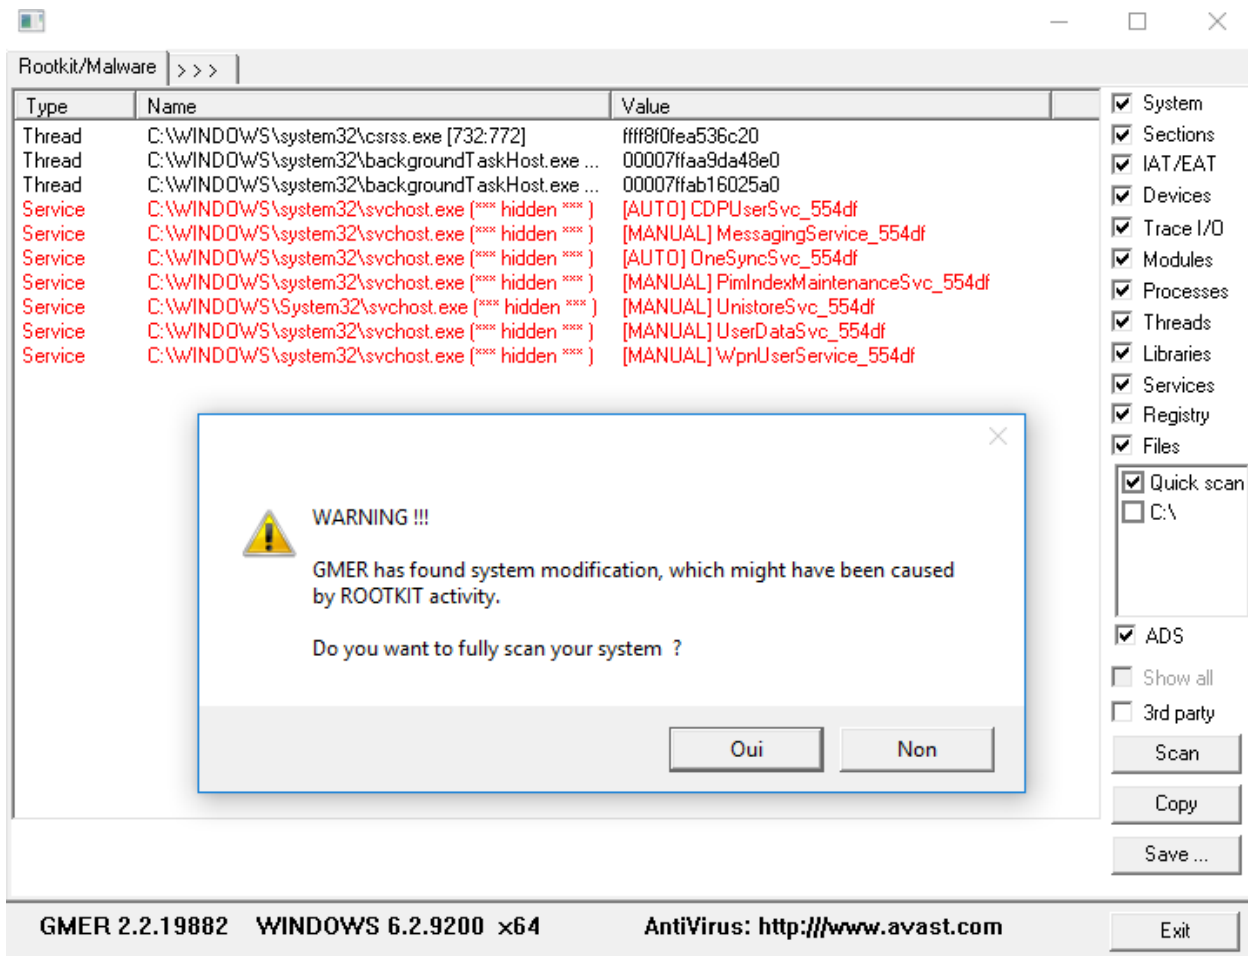 Rootkit/Malware > > >
Type Name Value
Thread C:\WINDOWS\system32\csrss.exe [732:772] ffff8f0fea536c20
Thread C:\WINDOWS\system32\backgroundTaskHost.exe ... 00007ffaa9da48e0
Thread C:\WINDOWS\system32\backgroundTaskHost.exe ... 00007ffab16025a0
Service C:\WINDOWS\system32\svchost.exe (*** hidden *** ) [AUTO] CDPUserSvc_554df
Service C:\WINDOWS\system32\svchost.exe (*** hidden *** ) [MANUAL] MessagingService_554df
Service C:\WINDOWS\system32\svchost.exe (*** hidden *** ) [AUTO] OneSyncSvc_554df
Service C:\WINDOWS\system32\svchost.exe (*** hidden *** ) [MANUAL] PimIndexMaintenanceSvc_554df
Service C:\WINDOWS\System32\svchost.exe (*** hidden *** ) [MANUAL] UnistoreSvc_554df
Service C:\WINDOWS\system32\svchost.exe (*** hidden *** ) [MANUAL] UserDataSvc_554df
Service C:\WINDOWS\system32\svchost.exe (*** hidden *** ) [MANUAL] WpnUserService_554df
WARNING !!!
GMER has found system modification, which might have been caused
by ROOTKIT activity.
Do you want to fully scan your system ?
Oui Non
System
Sections
IAT/EAT
Devices
Trace I/O
Modules
Processes
Threads
Libraries
Services
Registry
Files
Quick scan
C:\
ADS
Show all
3rd party
Scan
Copy
Save ...
GMER 2.2.19882 WINDOWS 6.2.9200 x64 AntiVirus: http:///www.avast.com
Exit